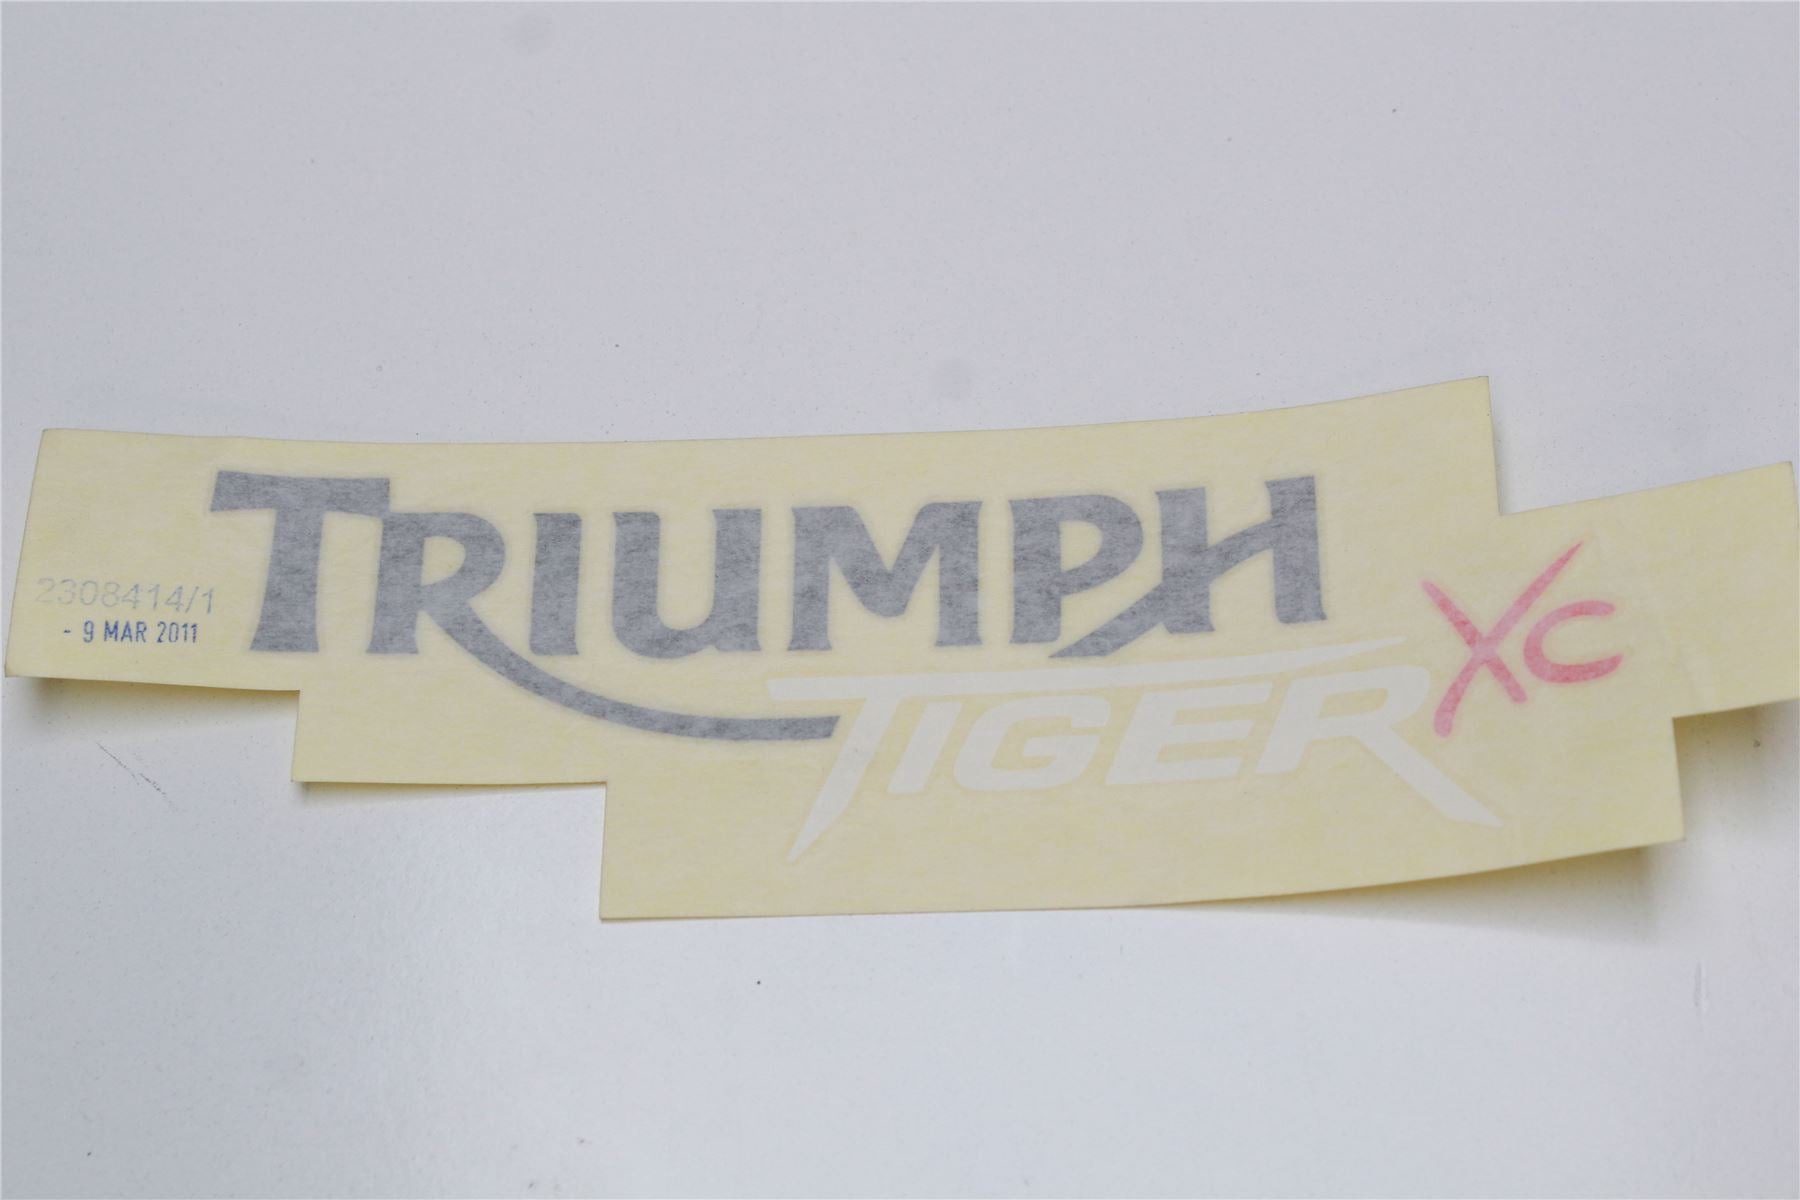 TRIUMPH
TIGER XC
2308414/1
- 9 MAR 2011